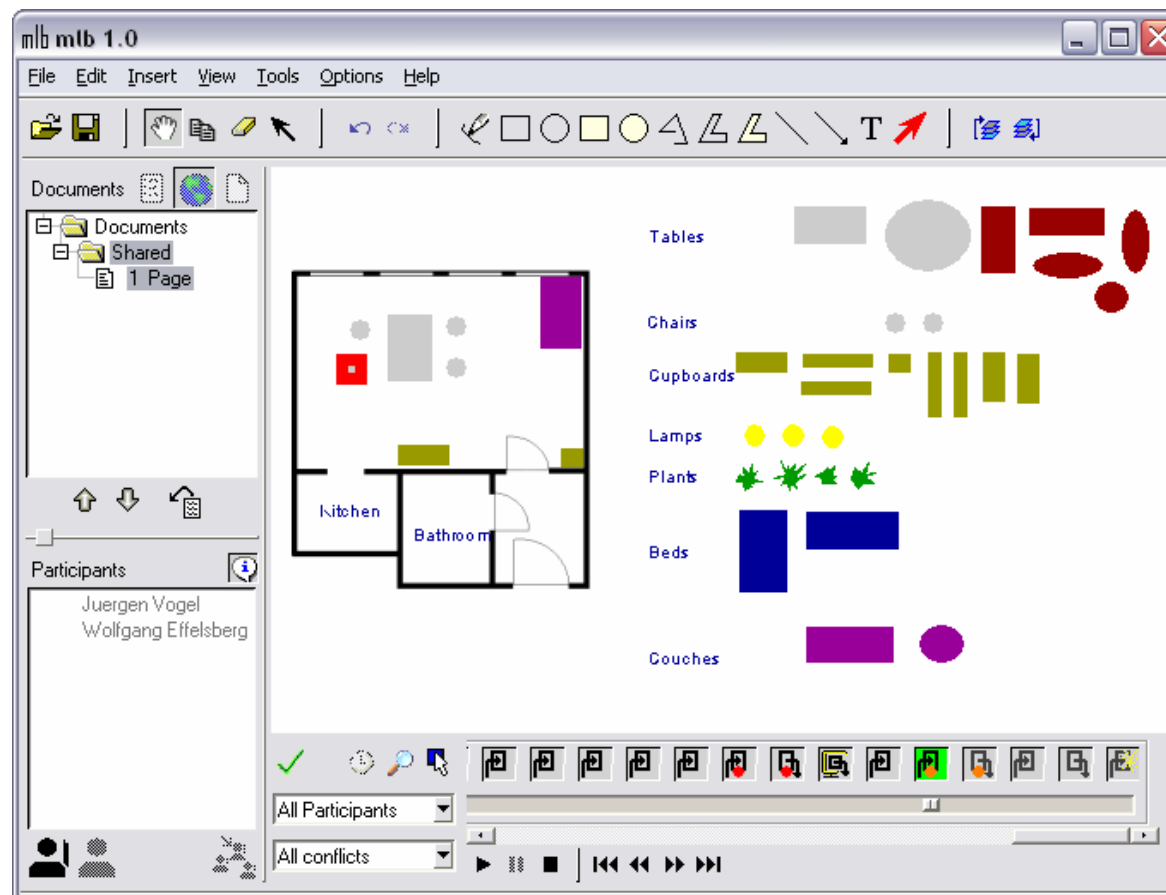 mlb mlb 1.0
File Edit Insert View Tools Options Help
T
Documents
Documents
Shared
1 Page
Participants
Juergen Vogel
Wolfgang Effelsberg
Kitchen
Bathroom
Tables
Chairs
Cupboards
Lamps
Plants
Beds
Couches
All Participants
All conflicts